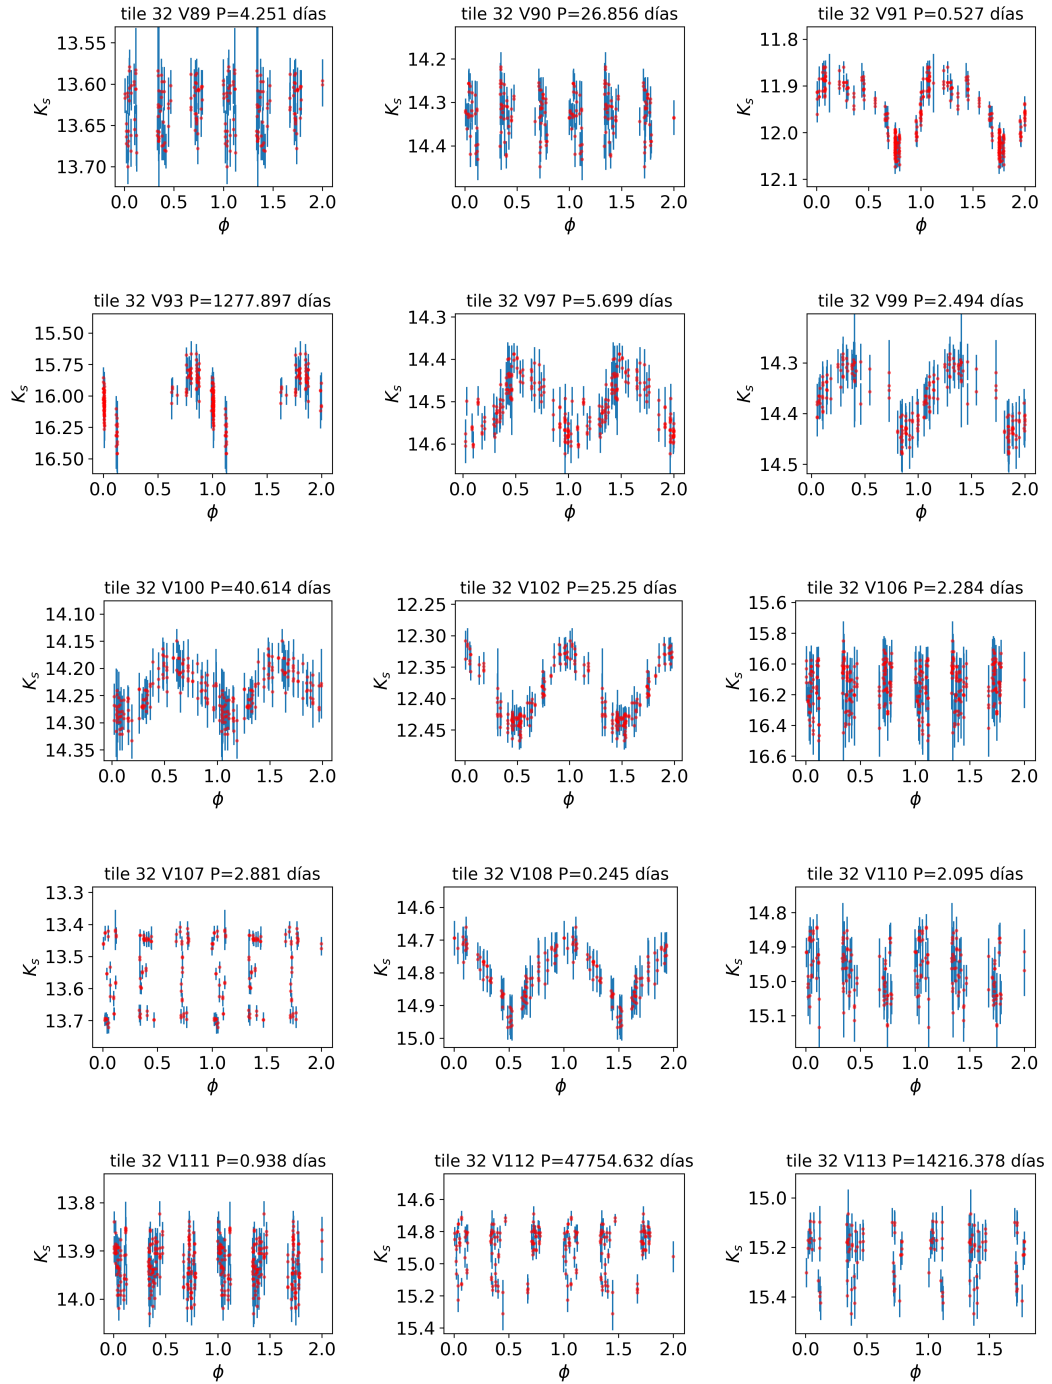 tile 32 V89 P=4.251 días
13.55
13.60
13.65
13.70
Ks
0.0 0.5 1.0 1.5 2.0
ϕ
tile 32 V90 P=26.856 días
14.2
14.3
14.4
Ks
0.0 0.5 1.0 1.5 2.0
ϕ
tile 32 V91 P=0.527 días
11.8
11.9
12.0
12.1
Ks
0.0 0.5 1.0 1.5 2.0
ϕ
tile 32 V93 P=1277.897 días
15.50
15.75
16.00
16.25
16.50
Ks
0.0 0.5 1.0 1.5 2.0
ϕ
tile 32 V97 P=5.699 días
14.3
14.4
14.5
14.6
Ks
0.0 0.5 1.0 1.5 2.0
ϕ
tile 32 V99 P=2.494 días
14.3
14.4
14.5
Ks
0.0 0.5 1.0 1.5 2.0
ϕ
tile 32 V100 P=40.614 días
14.10
14.15
14.20
14.25
14.30
14.35
Ks
0.0 0.5 1.0 1.5 2.0
ϕ
tile 32 V102 P=25.25 días
12.25
12.30
12.35
12.40
12.45
Ks
0.0 0.5 1.0 1.5 2.0
ϕ
tile 32 V106 P=2.284 días
15.6
15.8
16.0
16.2
16.4
16.6
Ks
0.0 0.5 1.0 1.5 2.0
ϕ
tile 32 V107 P=2.881 días
13.3
13.4
13.5
13.6
13.7
Ks
0.0 0.5 1.0 1.5 2.0
ϕ
tile 32 V108 P=0.245 días
14.6
14.7
14.8
14.9
15.0
Ks
0.0 0.5 1.0 1.5 2.0
ϕ
tile 32 V110 P=2.095 días
14.8
14.9
15.0
15.1
Ks
0.0 0.5 1.0 1.5 2.0
ϕ
tile 32 V111 P=0.938 días
13.8
13.9
14.0
Ks
0.0 0.5 1.0 1.5 2.0
ϕ
tile 32 V112 P=47754.632 días
14.6
14.8
15.0
15.2
15.4
Ks
0.0 0.5 1.0 1.5 2.0
ϕ
tile 32 V113 P=14216.378 días
15.0
15.2
15.4
Ks
0.0 0.5 1.0 1.5
ϕ